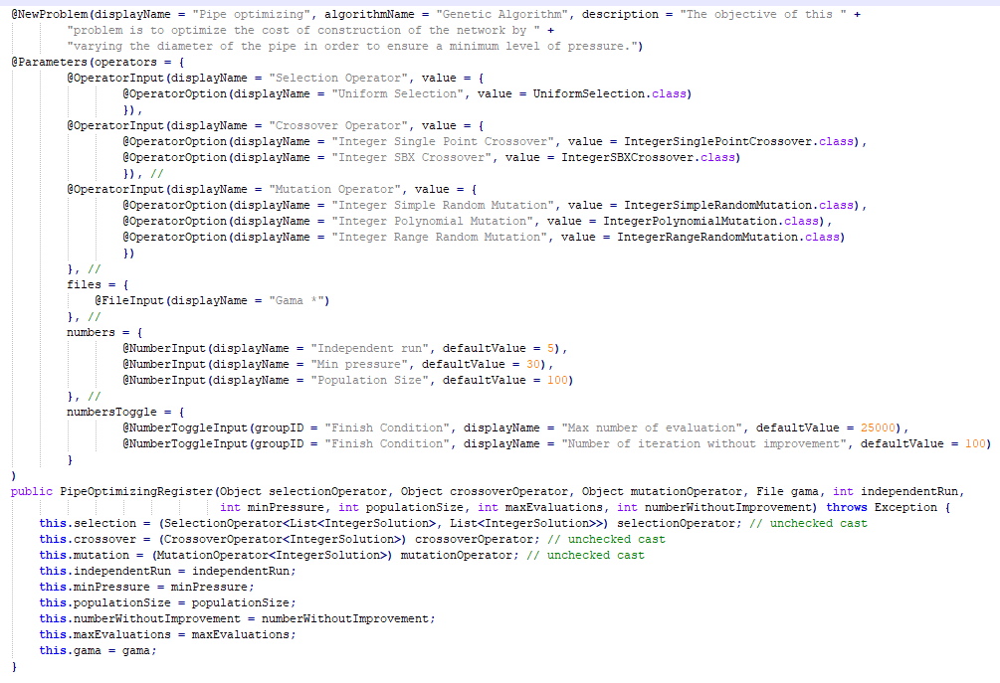 @NewProblem(displayName = "Pipe optimizing", algorithmName = "Genetic Algorithm", description = "The objective of this " +
        "problem is to optimize the cost of construction of the network by " +
        "varying the diameter of the pipe in order to ensure a minimum level of pressure.")
@Parameters(operators = {
        @OperatorInput(displayName = "Selection Operator", value = {
                @OperatorOption(displayName = "Uniform Selection", value = UniformSelection.class)
                }),
        @OperatorInput(displayName = "Crossover Operator", value = {
                @OperatorOption(displayName = "Integer Single Point Crossover", value = IntegerSinglePointCrossover.class),
                @OperatorOption(displayName = "Integer SBX Crossover", value = IntegerSBXCrossover.class)
                }), //
        @OperatorInput(displayName = "Mutation Operator", value = {
                @OperatorOption(displayName = "Integer Simple Random Mutation", value = IntegerSimpleRandomMutation.class),
                @OperatorOption(displayName = "Integer Polynomial Mutation", value = IntegerPolynomialMutation.class),
                @OperatorOption(displayName = "Integer Range Random Mutation", value = IntegerRangeRandomMutation.class)
                })
        }, //
        files = {
            @FileInput(displayName = "Gama *")
        }, //
        numbers = {
                @NumberInput(displayName = "Independent run", defaultValue = 5),
                @NumberInput(displayName = "Min pressure", defaultValue = 30),
                @NumberInput(displayName = "Population Size", defaultValue = 100)
        }, //
        numbersToggle = {
                @NumberToggleInput(groupID = "Finish Condition", displayName = "Max number of evaluation", defaultValue = 25000),
                @NumberToggleInput(groupID = "Finish Condition", displayName = "Number of iteration without improvement", defaultValue = 100)
        }
)
public PipeOptimizingRegister(Object selectionOperator, Object crossoverOperator, Object mutationOperator, File gama, int independentRun,
                              int minPressure, int populationSize, int maxEvaluations, int numberWithoutImprovement) throws Exception {
    this.selection = (SelectionOperator<List<IntegerSolution>, List<IntegerSolution>>) selectionOperator; // unchecked cast
    this.crossover = (CrossoverOperator<IntegerSolution>) crossoverOperator; // unchecked cast
    this.mutation = (MutationOperator<IntegerSolution>) mutationOperator; // unchecked cast
    this.independentRun = independentRun;
    this.minPressure = minPressure;
    this.populationSize = populationSize;
    this.numberWithoutImprovement = numberWithoutImprovement;
    this.maxEvaluations = maxEvaluations;
    this.gama = gama;
}